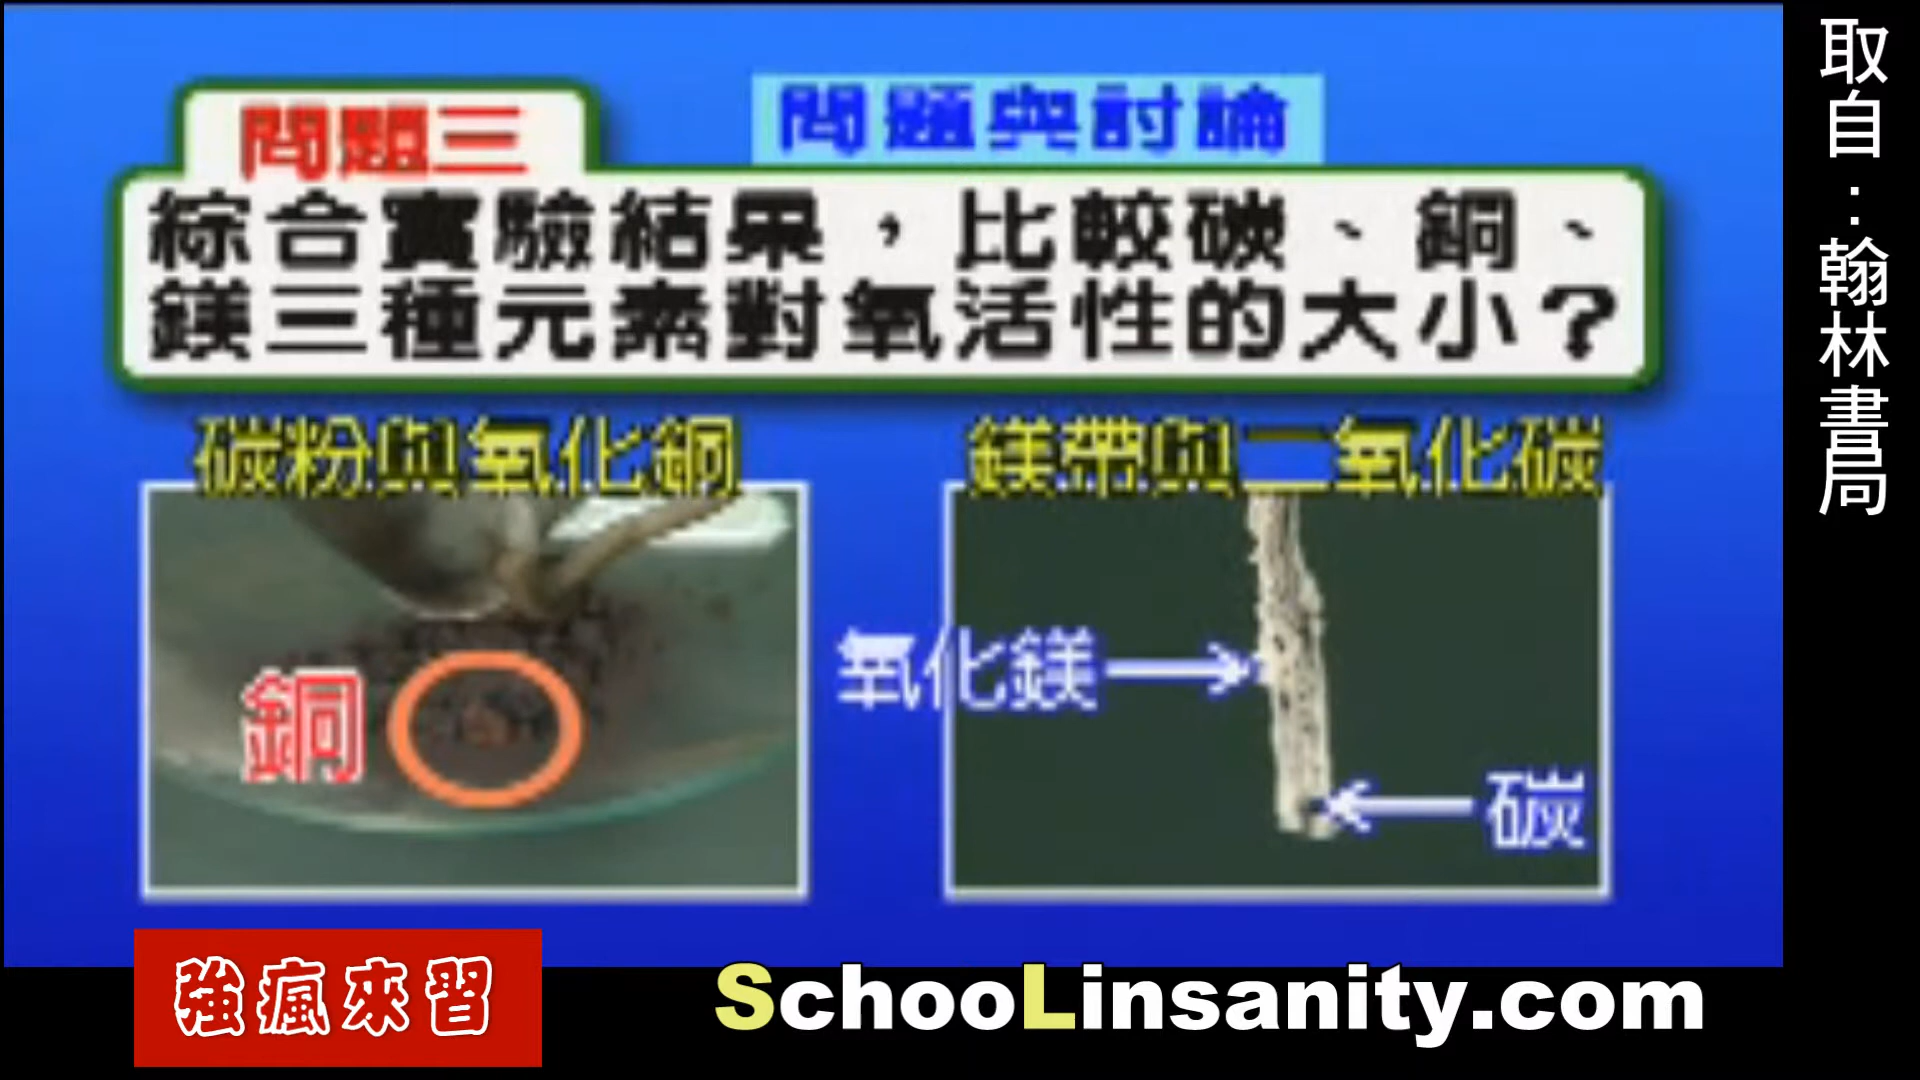 問題三
問題與討論
綜合實驗結果，比較碳、銅、
鎂三種元素對氧活性的大小？
碳粉與氧化銅
鎂帶與二氧化碳
銅
氧化鎂
碳
取自：翰林書局
強瘋來習
SchooLinsanity.com